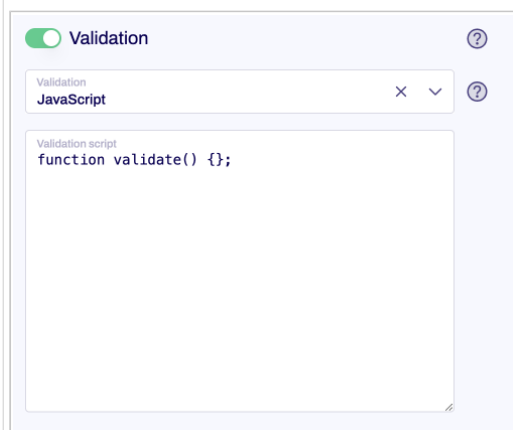 Validation
Validation
JavaScript
Validation script
function validate() {};